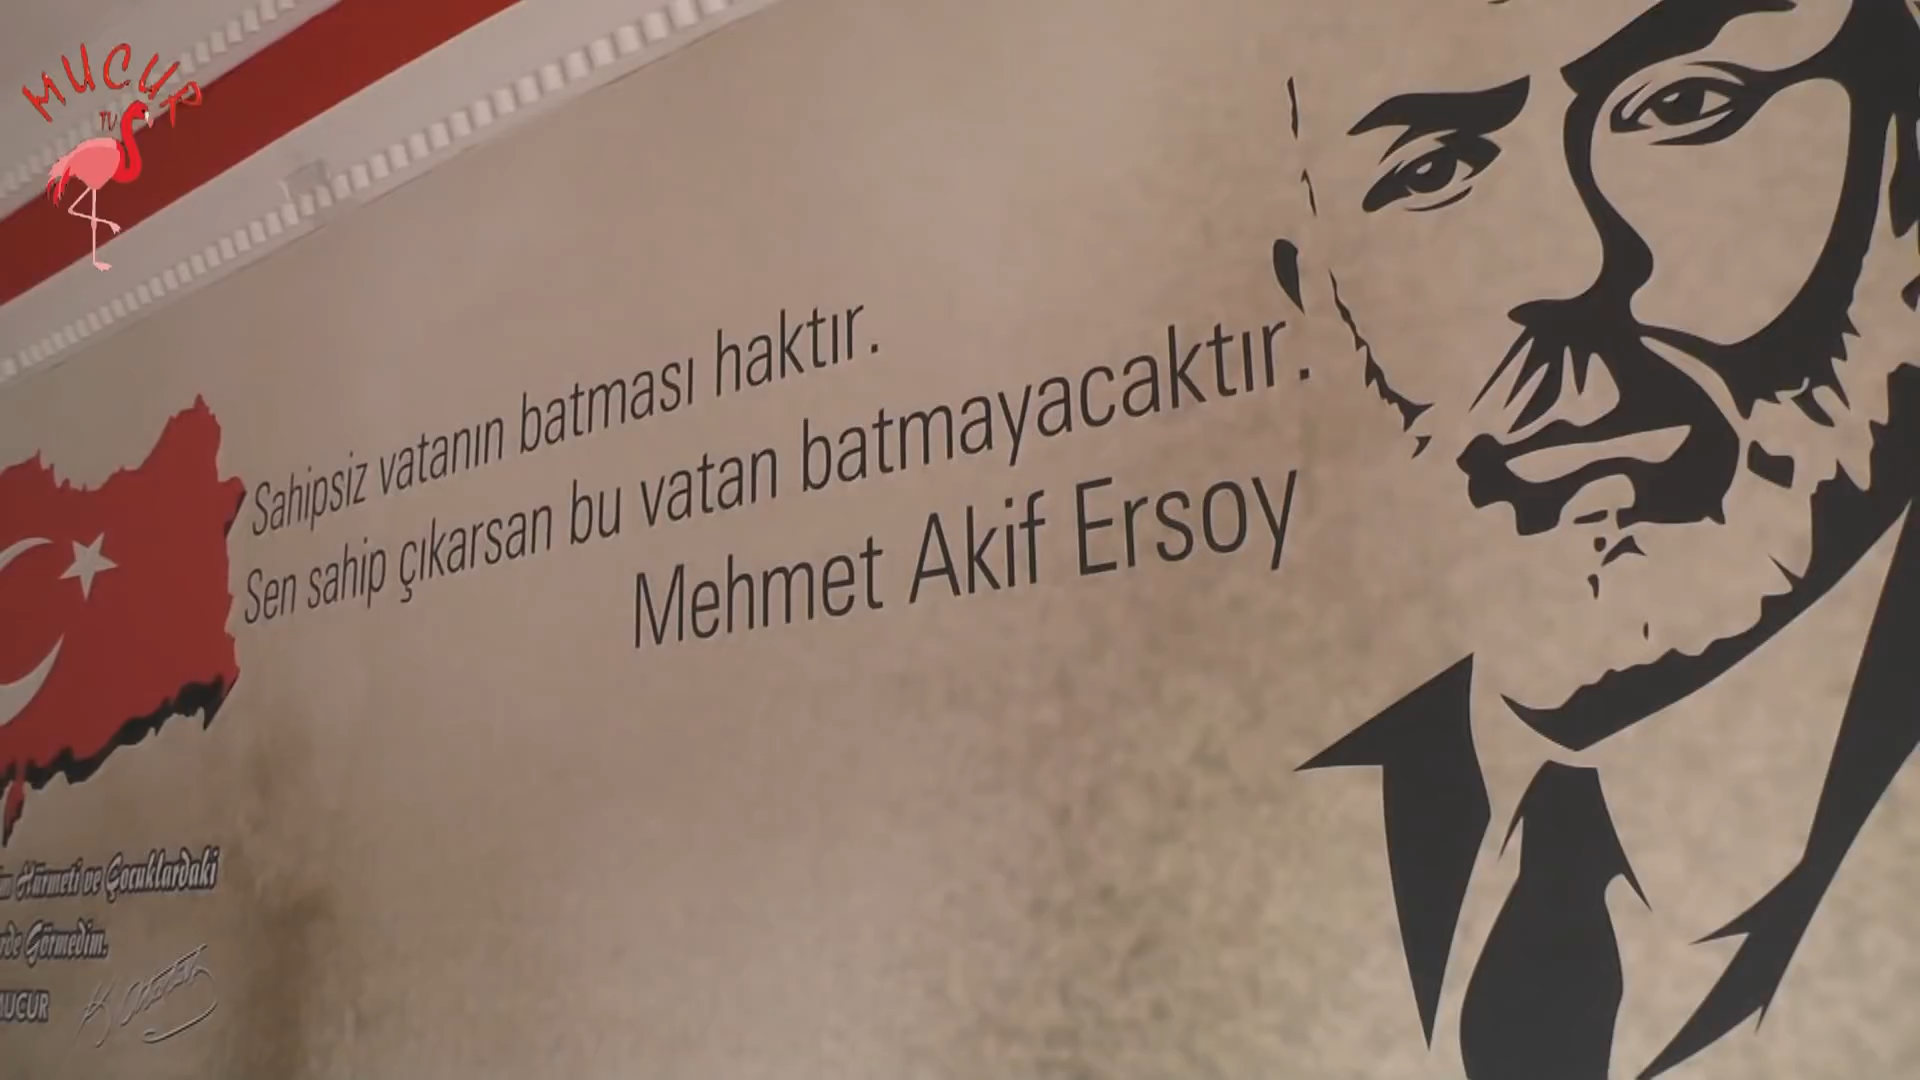 MUCUR
TV
Sahipsiz vatanın batması haktır.
Sen sahip çıkarsan bu vatan batmayacaktır.
Mehmet Akif Ersoy
Hürmeti ve Çocuklardaki
Görmedim.
MUCUR